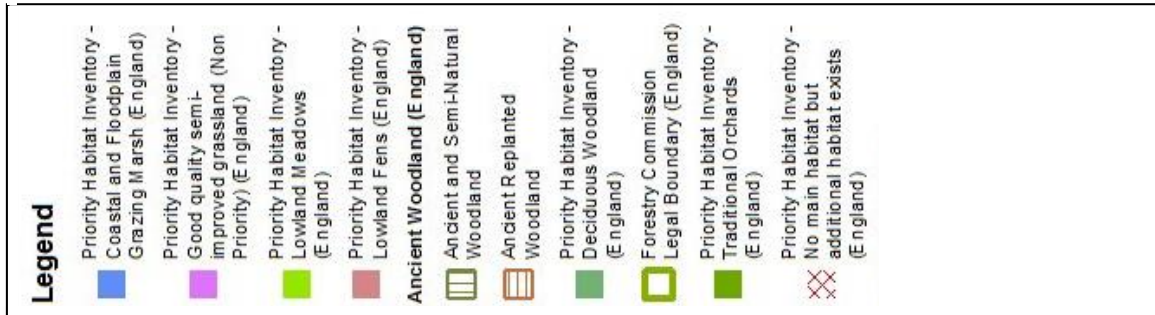 Legend
Priority Habitat Inventory -
Coastal and Floodplain
Grazing Marsh (England)
Priority Habitat Inventory -
Good quality semi-
improved grassland (Non
Priority) (England)
Priority Habitat Inventory -
Lowland Meadows
(England)
Priority Habitat Inventory -
Lowland Fens (England)
Ancient Woodland (England)
Ancient and Semi-Natural
Woodland
Ancient Replanted
Woodland
Priority Habitat Inventory -
Deciduous Woodland
(England)
Forestry Commission
Legal Boundary (England)
Priority Habitat Inventory -
Traditional Orchards
(England)
Priority Habitat Inventory -
No main habitat but
additional habitat exists
(England)